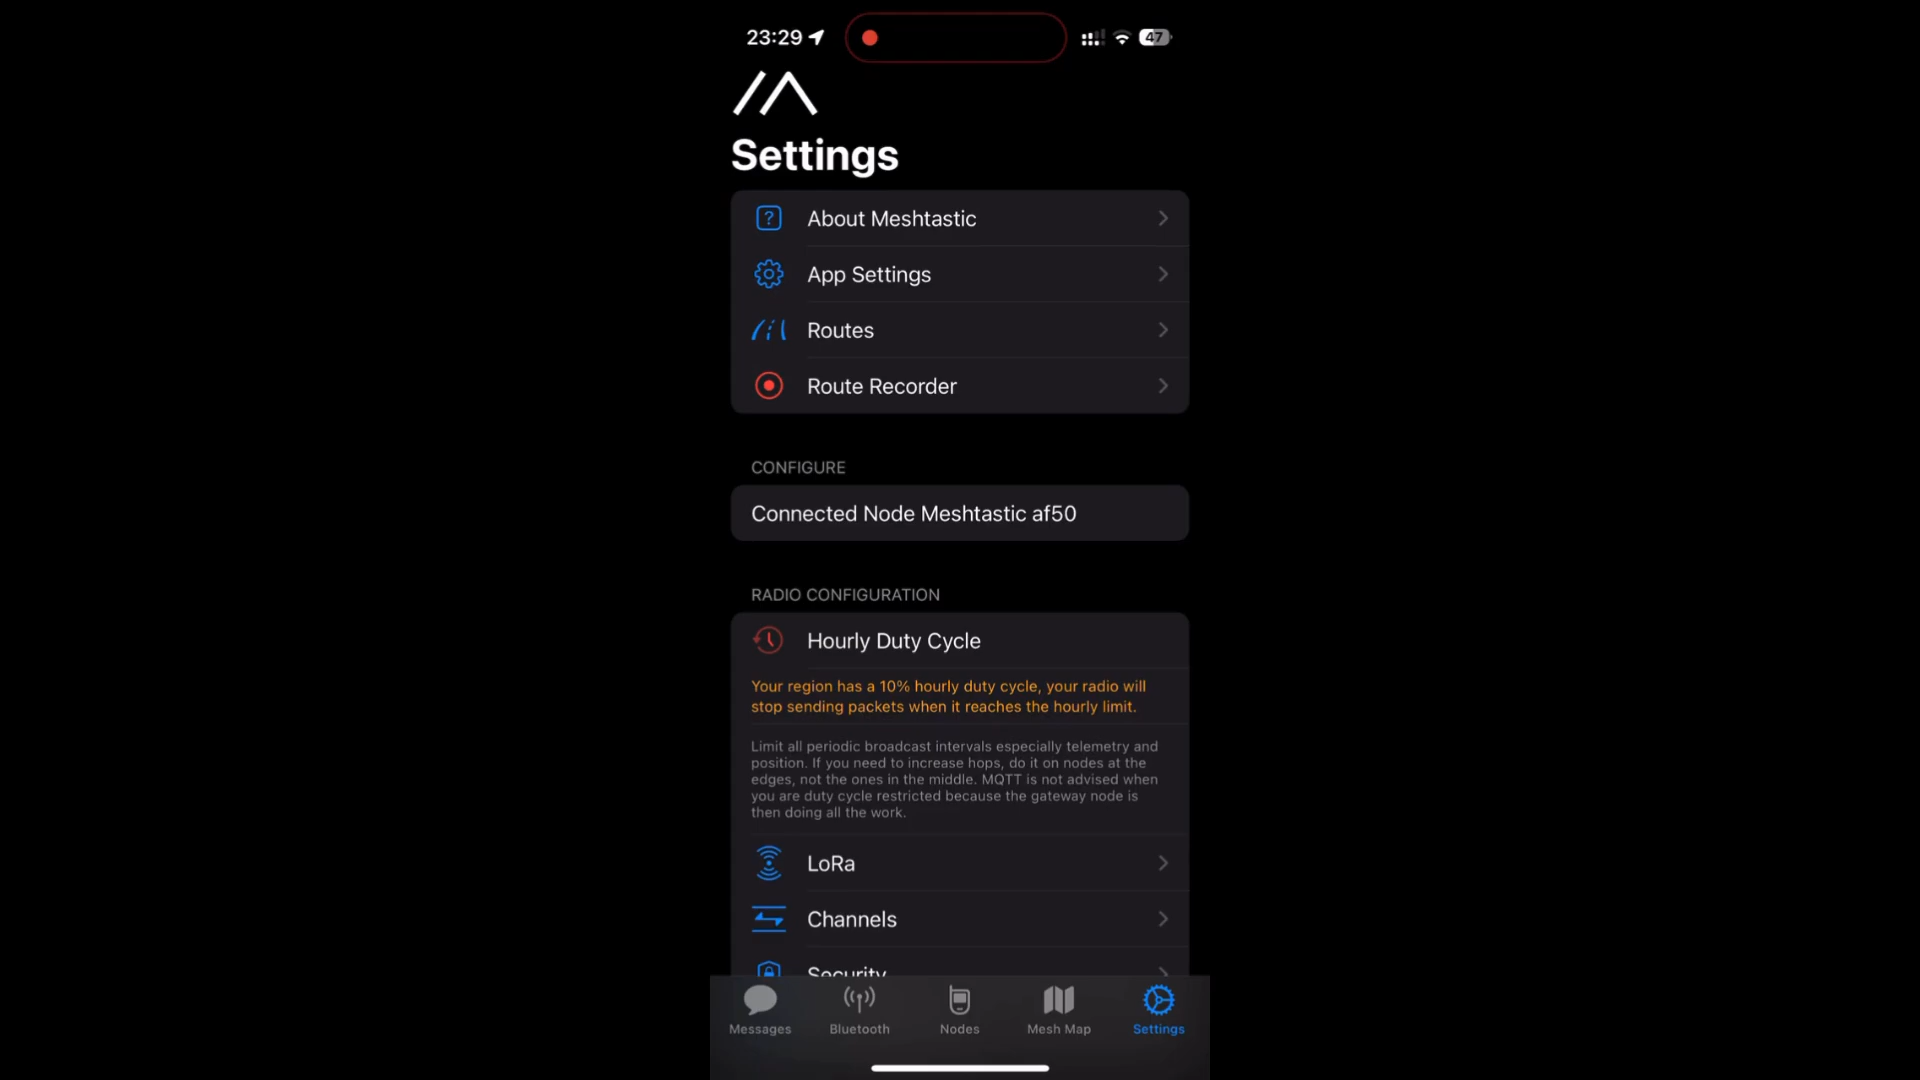 23:29
47
Settings
About Meshtastic
App Settings
Routes
Route Recorder
CONFIGURE
Connected Node Meshtastic af50
RADIO CONFIGURATION
Hourly Duty Cycle
Your region has a 10% hourly duty cycle, your radio will
stop sending packets when it reaches the hourly limit.
Limit all periodic broadcast intervals especially telemetry and
position. If you need to increase hops, do it on nodes at the
edges, not the ones in the middle. MQTT is not advised when
you are duty cycle restricted because the gateway node is
then doing all the work.
LoRa
Channels
Security
Messages
Bluetooth
Nodes
Mesh Map
Settings